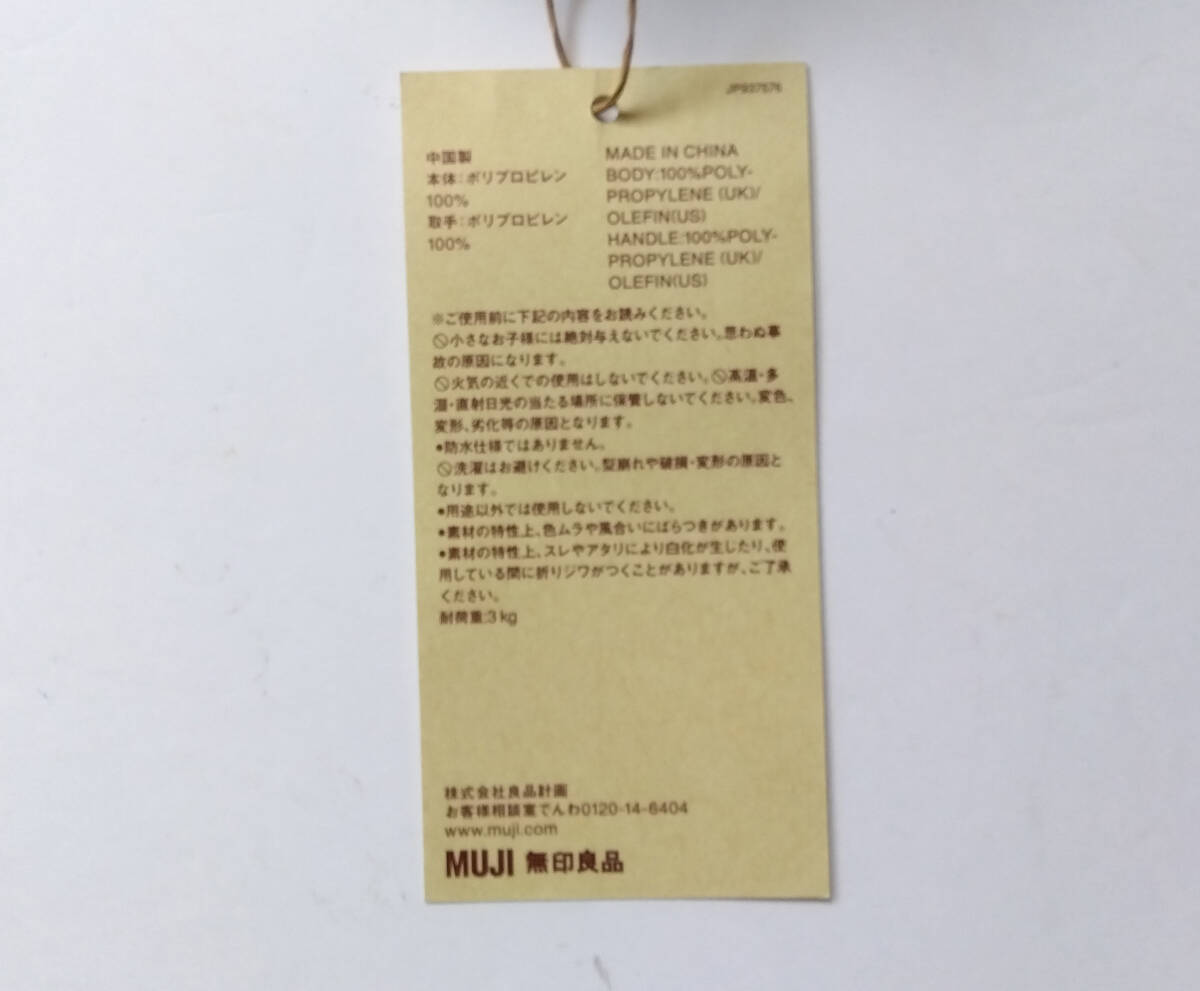 JP937576
中国製
本体:ポリプロピレン
100%
取手:ポリプロピレン
100%
MADE IN CHINA
BODY:100%POLY-
PROPYLENE (UK)/
OLEFIN(US)
HANDLE:100%POLY-
PROPYLENE (UK)/
OLEFIN(US)
※ご使用前に下記の内容をお読みください。
🚫小さなお子様には絶対与えないでください。思わぬ事
故の原因になります。
🚫火気の近くでの使用はしないでください。🚫高温・多
湿・直射日光の当たる場所に保管しないでください。変色、
変形、劣化等の原因となります。
●防水仕様ではありません。
🚫洗濯はお避けください。型崩れや破損・変形の原因と
なります。
●用途以外では使用しないでください。
●素材の特性上、色ムラや風合いにばらつきがあります。
●素材の特性上、スレやアタリにより白化が生じたり、使
用している間に折りジワがつくことがありますが、ご了承
ください。
耐荷重:3kg
株式会社良品計画
お客様相談室でんわ0120-14-6404
www.muji.com
MUJI 無印良品